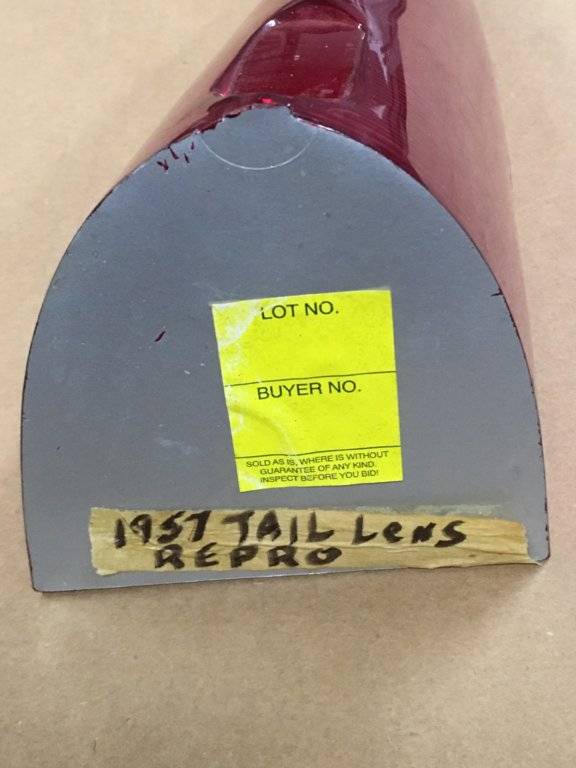 LOT NO.
BUYER NO.
SOLD AS IS, WHERE IS WITHOUT
GUARANTEE OF ANY KIND.
INSPECT BEFORE YOU BID!
1957 TAIL LeNS
REPRO